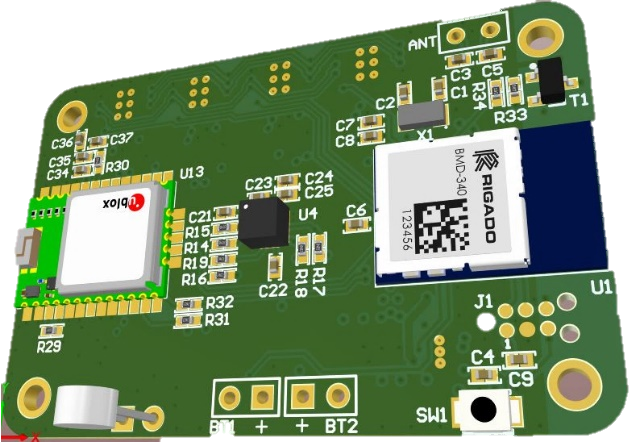 ANT
C3
C5
C2
C1
R34
R33
T1
X1
C7
C8
C36
C37
C35
C34
R30
U13
ublox
C23
C24
C25
C21
R15
R14
R19
R16
U4
C6
C22
R18
R17
RIGADO
BMD-340
123456
U1
J1
1
R32
R31
R29
C4
C9
SW1
BT1
+
+
BT2
X